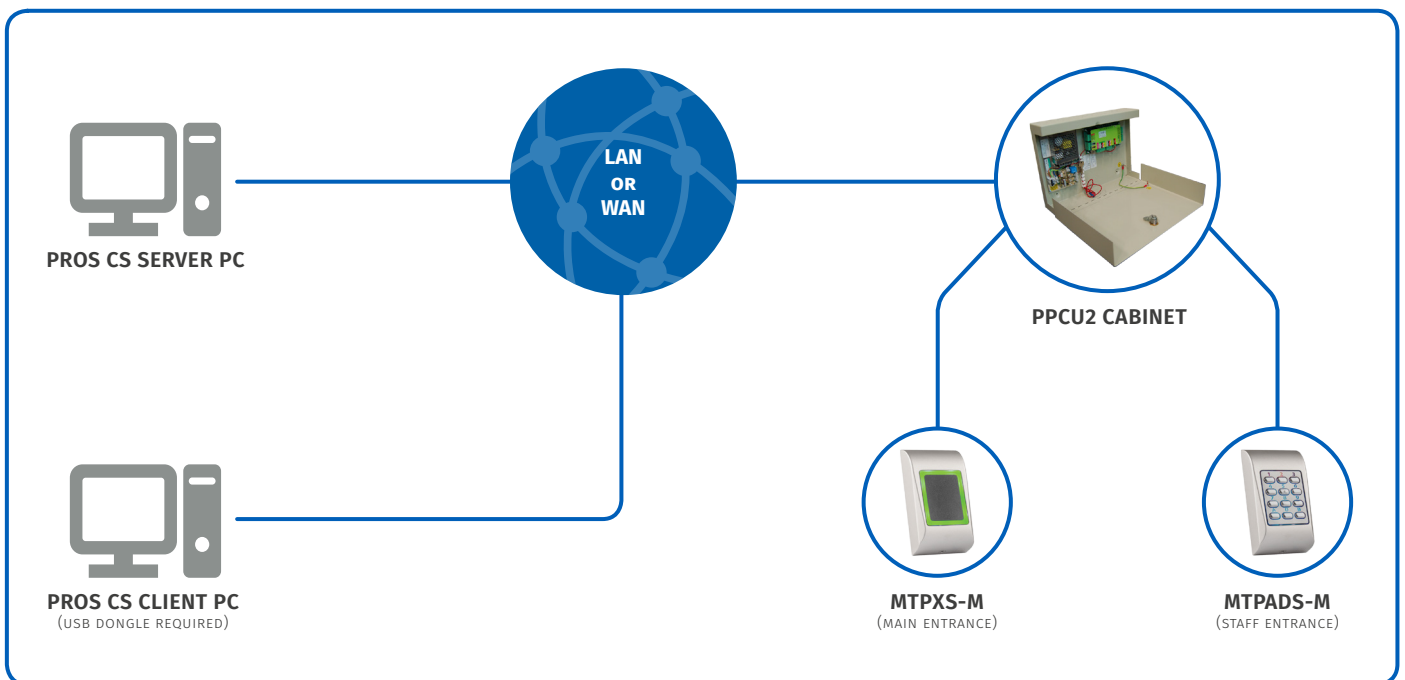 LAN
OR
WAN
PROS CS SERVER PC
PPCU2 CABINET
PROS CS CLIENT PC
(USB DONGLE REQUIRED)
MTPXS-M
(MAIN ENTRANCE)
MTPADS-M
(STAFF ENTRANCE)